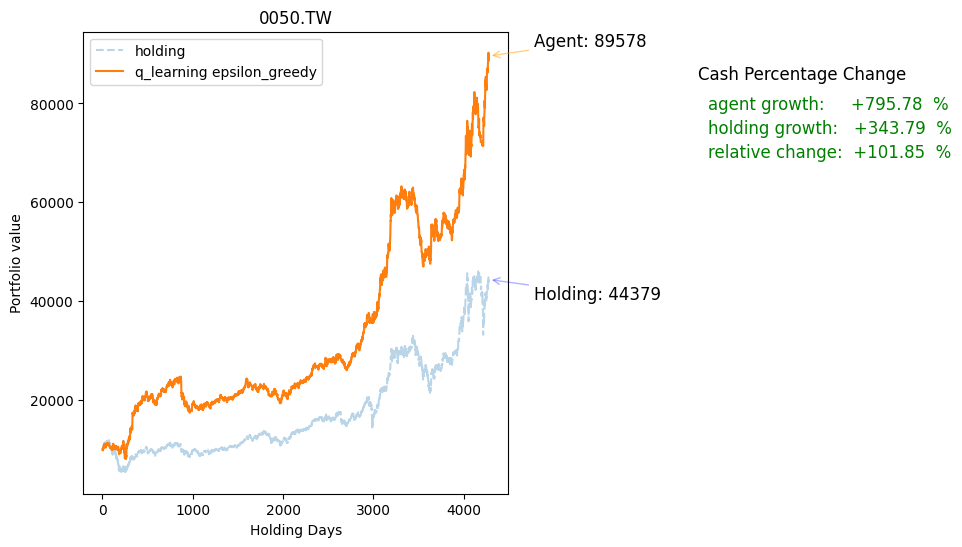 0050.TW
holding
q_learning epsilon_greedy
Agent: 89578
Cash Percentage Change
agent growth: +795.78 %
holding growth: +343.79 %
relative change: +101.85 %
Holding: 44379
Portfolio value
80000
60000
40000
20000
0 1000 2000 3000 4000
Holding Days